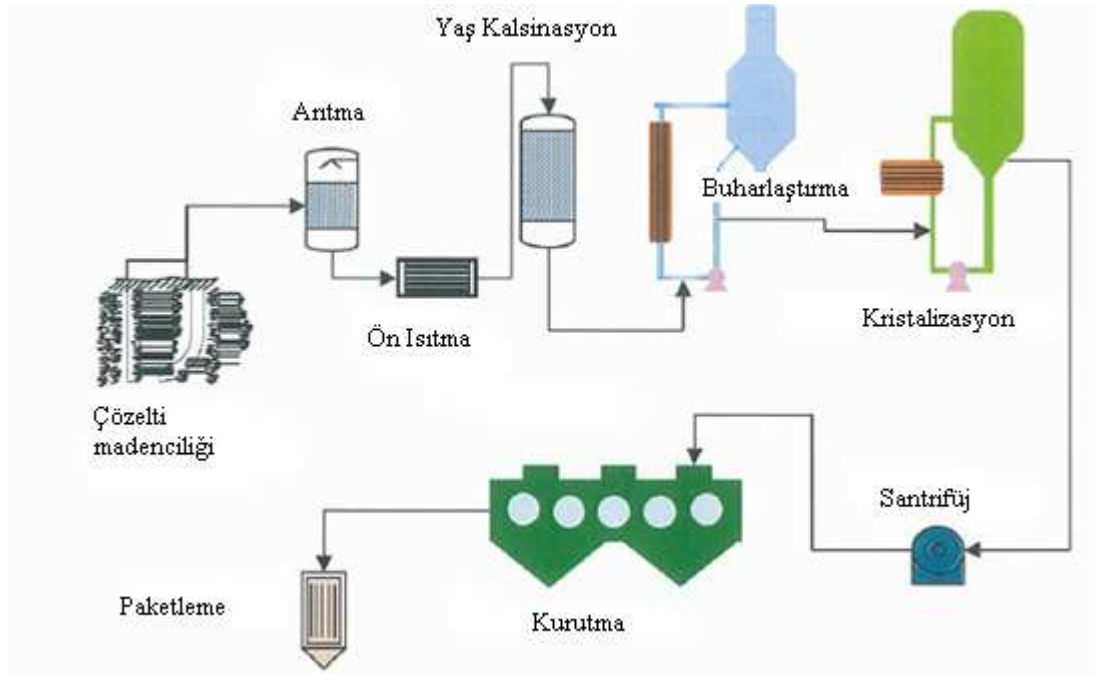 Yaş Kalsinasyon
Arıtma
Buharlaştırma
Ön Isıtma
Kristalizasyon
Çözelti
madenciliği
Santrifüj
Paketleme
Kurutma